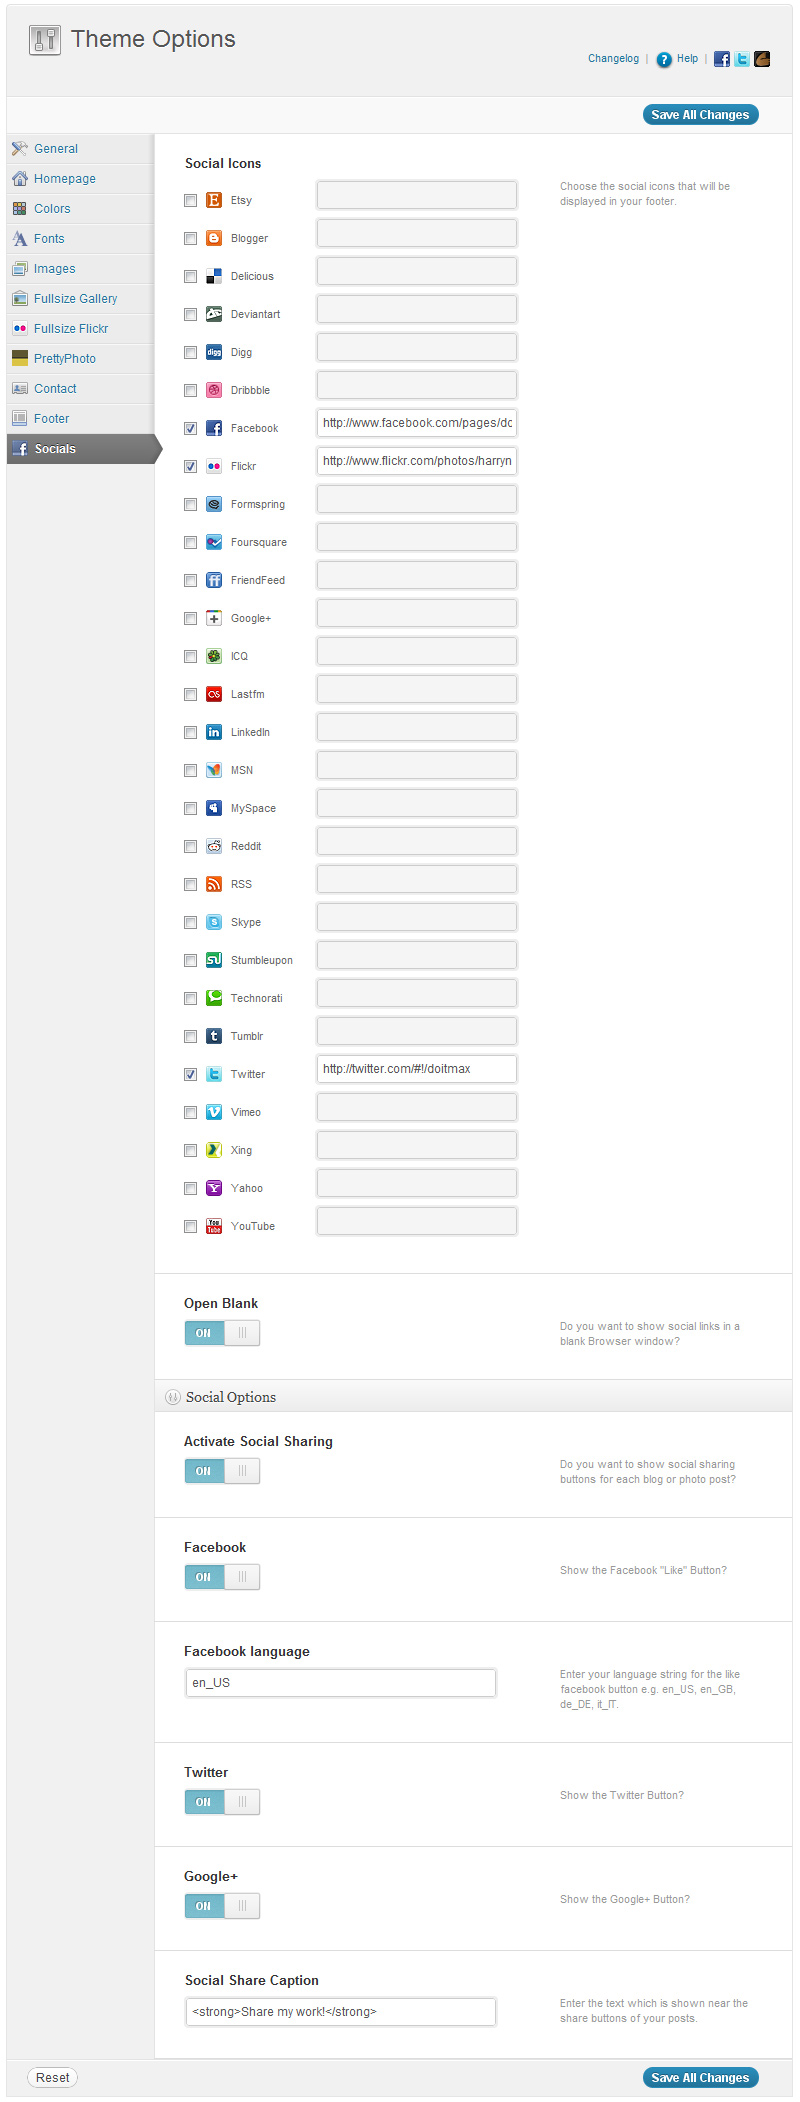 Theme Options
Changelog | ? Help |
Save All Changes
General
Homepage
Colors
Fonts
Images
Fullsize Gallery
Fullsize Flickr
PrettyPhoto
Contact
Footer
Socials
Social Icons
Choose the social icons that will be
displayed in your footer.
Etsy
Blogger
Delicious
Deviantart
Digg
Dribbble
Facebook http://www.facebook.com/pages/dc
Flickr http://www.flickr.com/photos/harryn
Formspring
Foursquare
FriendFeed
Google+
ICQ
Lastfm
LinkedIn
MSN
MySpace
Reddit
RSS
Skype
Stumbleupon
Technorati
Tumblr
Twitter http://twitter.com/#!/doitmax
Vimeo
Xing
Yahoo
YouTube
Open Blank
ON
Do you want to show social links in a
blank Browser window?
Social Options
Activate Social Sharing
ON
Do you want to show social sharing
buttons for each blog or photo post?
Facebook
ON
Show the Facebook "Like" Button?
Facebook language
en_US
Enter your language string for the like
facebook button e.g. en_US, en_GB,
de_DE, it_IT.
Twitter
ON
Show the Twitter Button?
Google+
ON
Show the Google+ Button?
Social Share Caption
<strong>Share my work!</strong>
Enter the text which is shown near the
share buttons of your posts.
Reset
Save All Changes